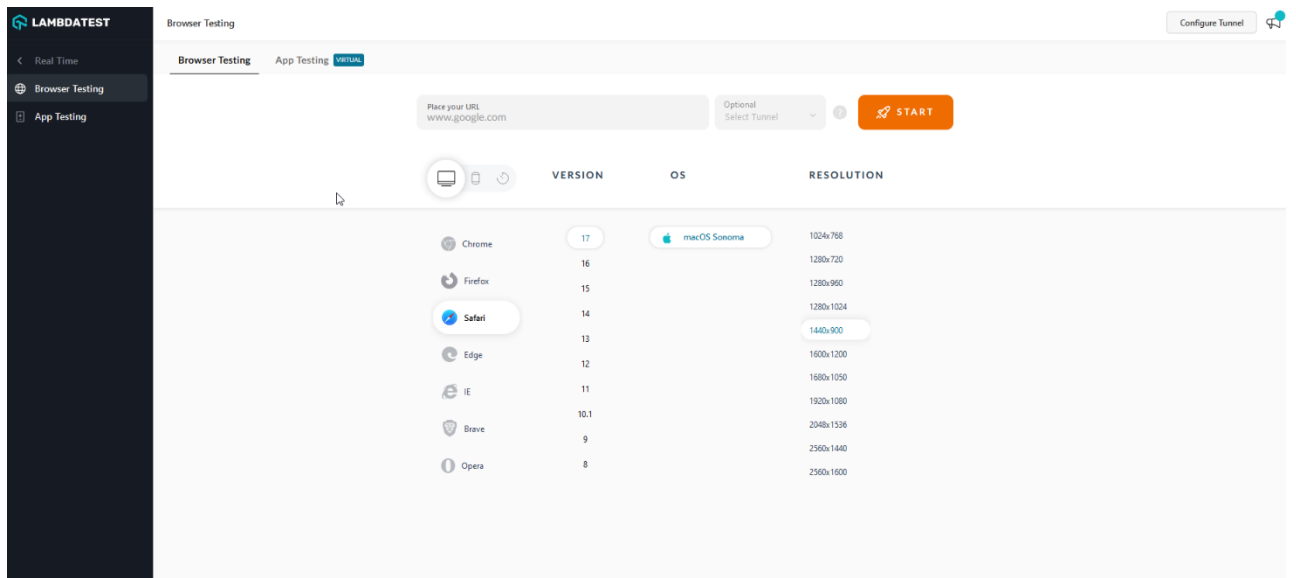 LAMBDATEST
Browser Testing
Configure Tunnel
Real Time
Browser Testing
App Testing
Browser Testing App Testing VIRTUAL
Place your URL
www.google.com
Optional
Select Tunnel
?
START
VERSION OS RESOLUTION
Chrome
Firefox
Safari
Edge
IE
Brave
Opera
17
16
15
14
13
12
11
10.1
9
8
macOS Sonoma
1024x768
1280x720
1280x960
1280x1024
1440x900
1600x1200
1680x1050
1920x1080
2048x1536
2560x1440
2560x1600